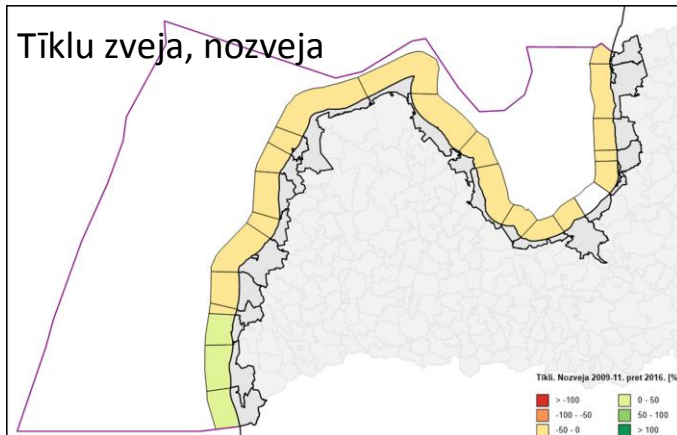 Tīklu zveja, nozveja
Tīkli. Nozveja 2009-11. pret 2016. [%
> -100
0 - 50
-100 - -50
50 - 100
-50 - 0
> 100